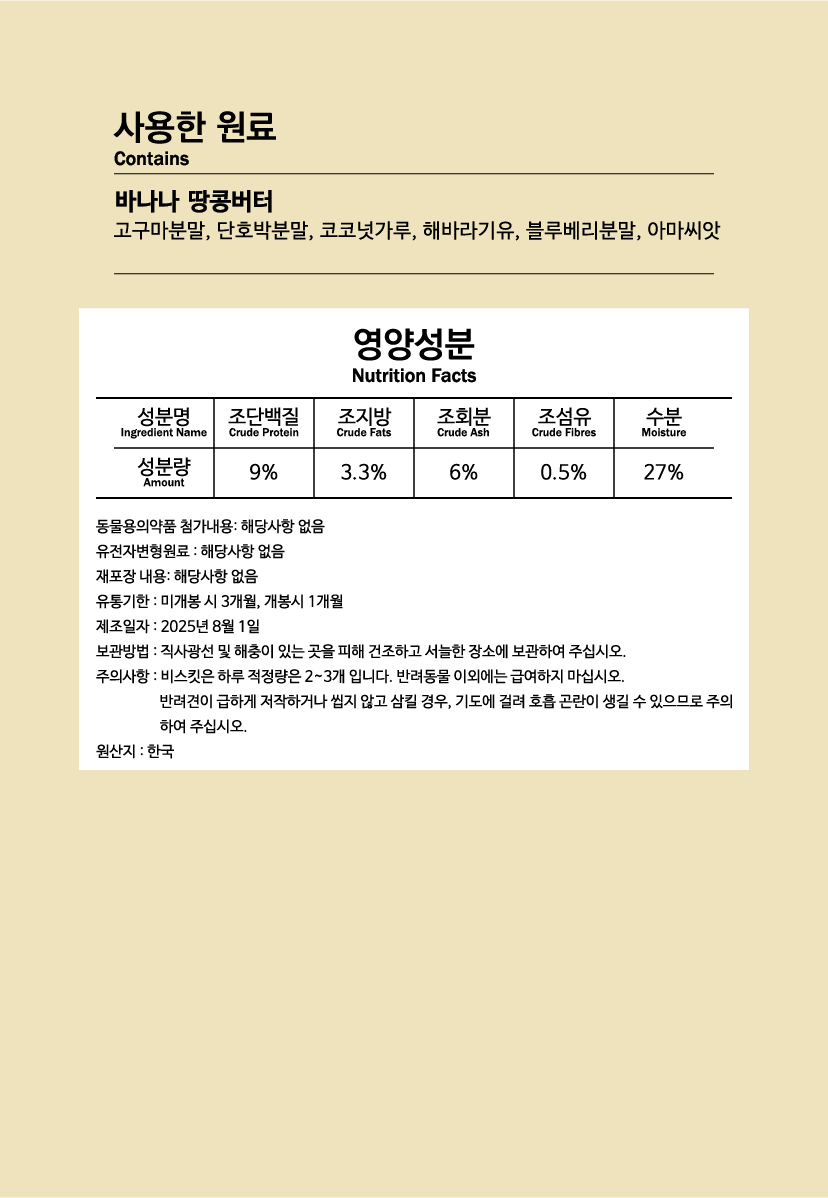 사용한 원료
Contains
바나나 땅콩버터
고구마분말, 단호박분말, 코코넛가루, 해바라기유, 블루베리분말, 아마씨앗
영양성분
Nutrition Facts
성분명 조단백질 조지방 조회분 조섬유 수분
Ingredient Name Crude Protein Crude Fats Crude Ash Crude Fibres Moisture
성분량 9% 3.3% 6% 0.5% 27%
Amount
동물용의약품 첨가내용: 해당사항 없음
유전자변형원료 : 해당사항 없음
재포장 내용: 해당사항 없음
유통기한 : 미개봉 시 3개월, 개봉시 1개월
제조일자 : 2025년 8월 1일
보관방법 : 직사광선 및 해충이 있는 곳을 피해 건조하고 서늘한 장소에 보관하여 주십시오.
주의사항 : 비스킷은 하루 적정량은 2~3개 입니다. 반려동물 이외에는 급여하지 마십시오.
반려견이 급하게 저작하거나 씹지 않고 삼킬 경우, 기도에 걸려 호흡 곤란이 생길 수 있으므로 주의
하여 주십시오.
원산지 : 한국